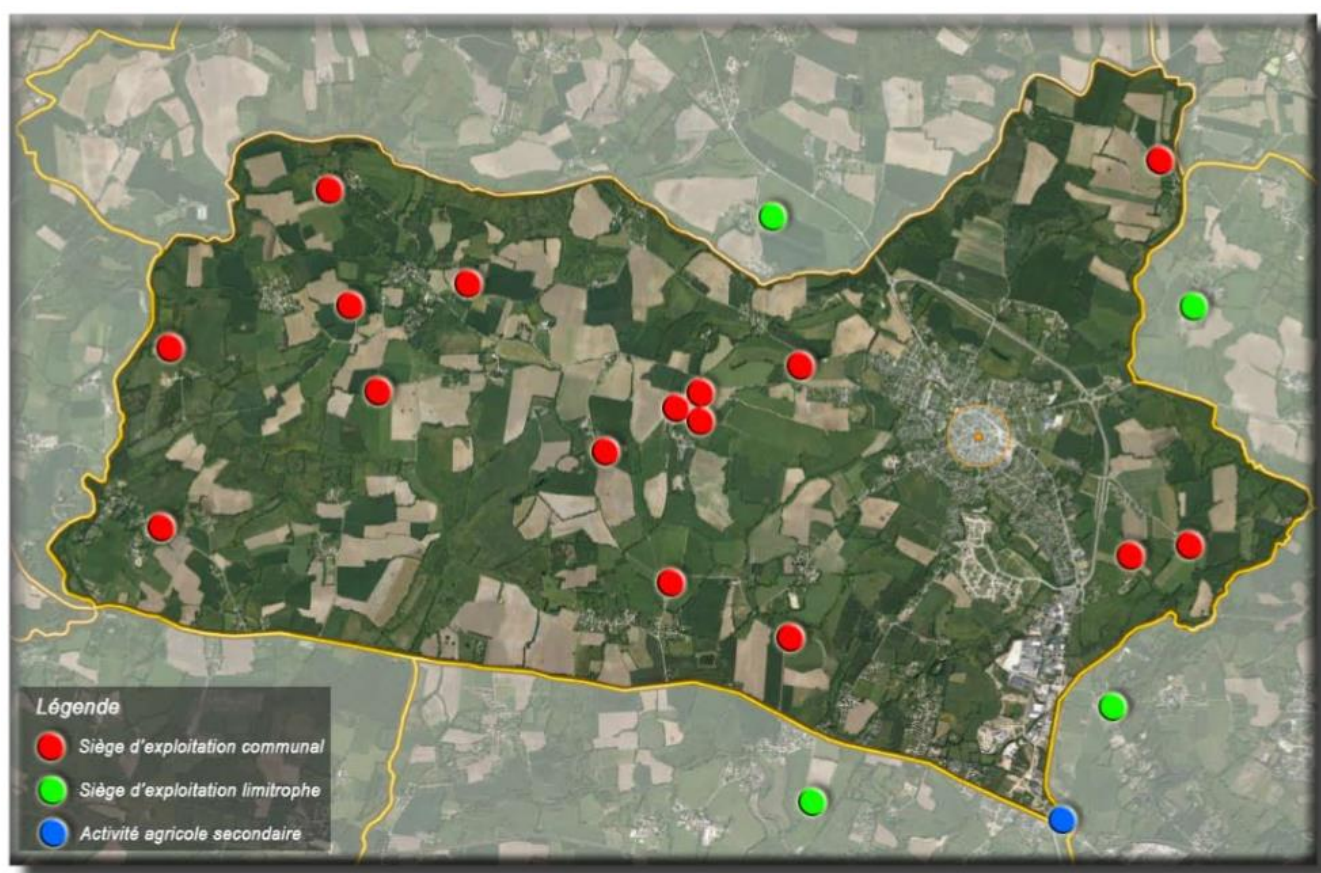 Légende
Siège d'exploitation communal
Siège d'exploitation limitrophe
Activité agricole secondaire